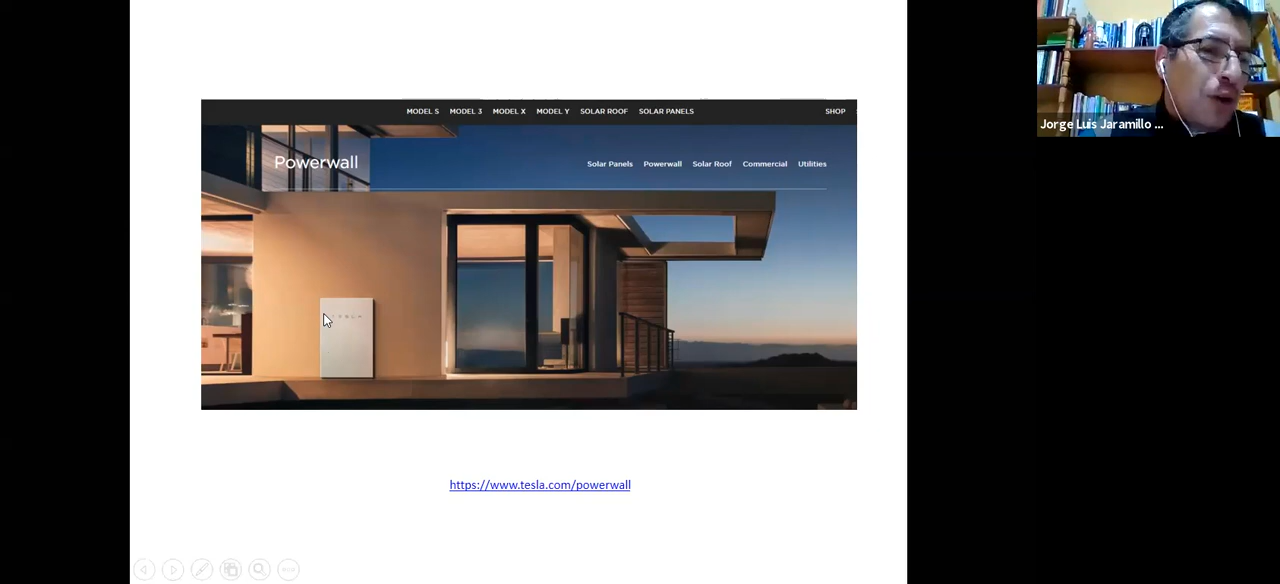 MODEL S MODEL 3 MODEL X MODEL Y SOLAR ROOF SOLAR PANELS SHOP
Powerwall
Solar Panels Powerwall Solar Roof Commercial Utilities
https://www.tesla.com/powerwall
Jorge Luis Jaramillo ...